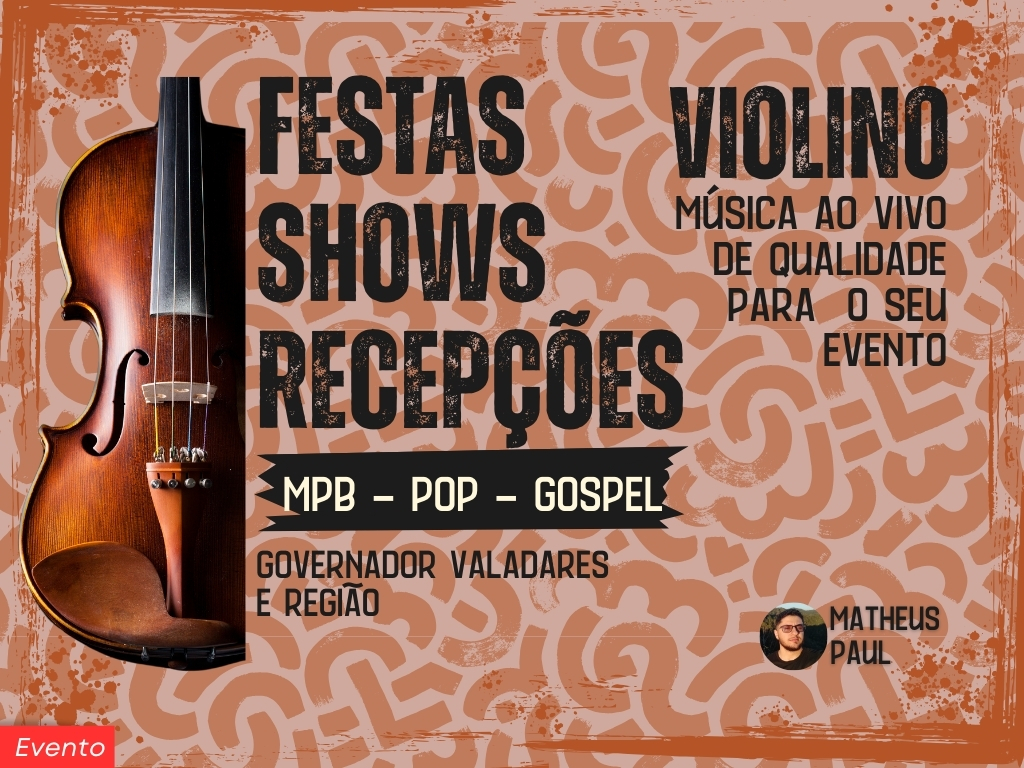 FESTAS
SHOWS
RECEPÇÕES
MPB – POP – GOSPEL
GOVERNADOR VALADARES
E REGIÃO
VIOLINO
MÚSICA AO VIVO
DE QUALIDADE
PARA O SEU
EVENTO
MATHEUS
PAUL
Evento